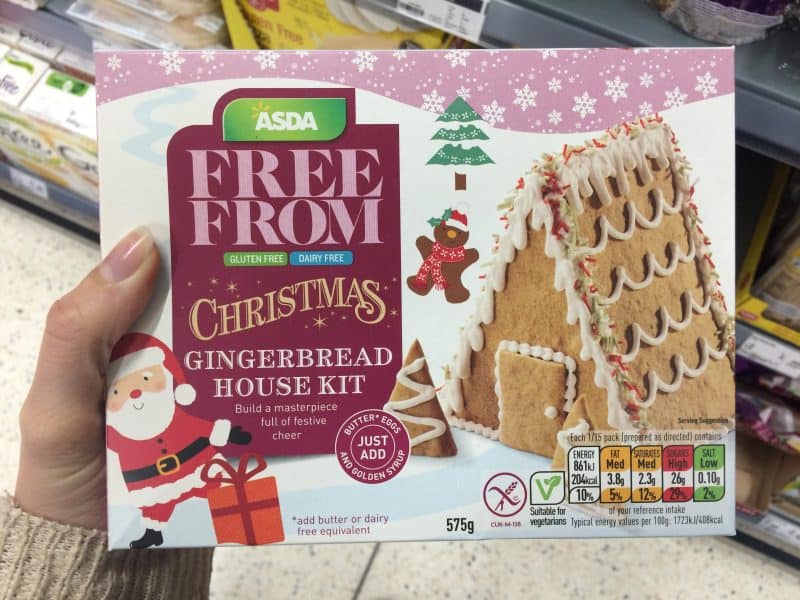 ASDA
FREE
FROM
GLUTEN FREE DAIRY FREE
CHRISTMAS
GINGERBREAD
HOUSE KIT
Build a masterpiece
full of festive
cheer
BUTTER* EGGS
JUST
ADD
AND GOLDEN SYRUP
*add butter or dairy
free equivalent
575g
CUK-M-138
Suitable for
vegetarians
Serving Suggestion
Each 1/15 pack (prepared as directed) contains
ENERGY FAT SATURATES SUGARS SALT
861kJ Med Med High Low
204kcal 3.8g 2.3g 26g 0.10g
10% 5% 12% 29% 2%
of your reference intake
Typical energy values per 100g: 1723kJ/408kcal